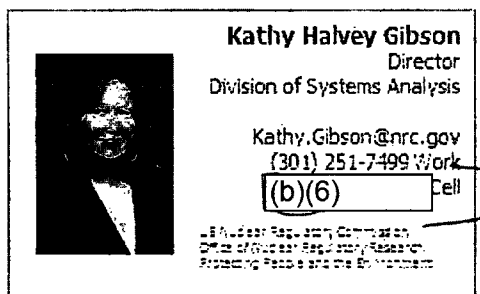 Kathy Halvey Gibson
Director
Division of Systems Analysis
Kathy.Gibson@nrc.gov
(301) 251-7499 Work
(b)(6) Cell
US Nuclear Regulatory Commission
Office of Nuclear Regulatory Research
Protecting People and the Environment